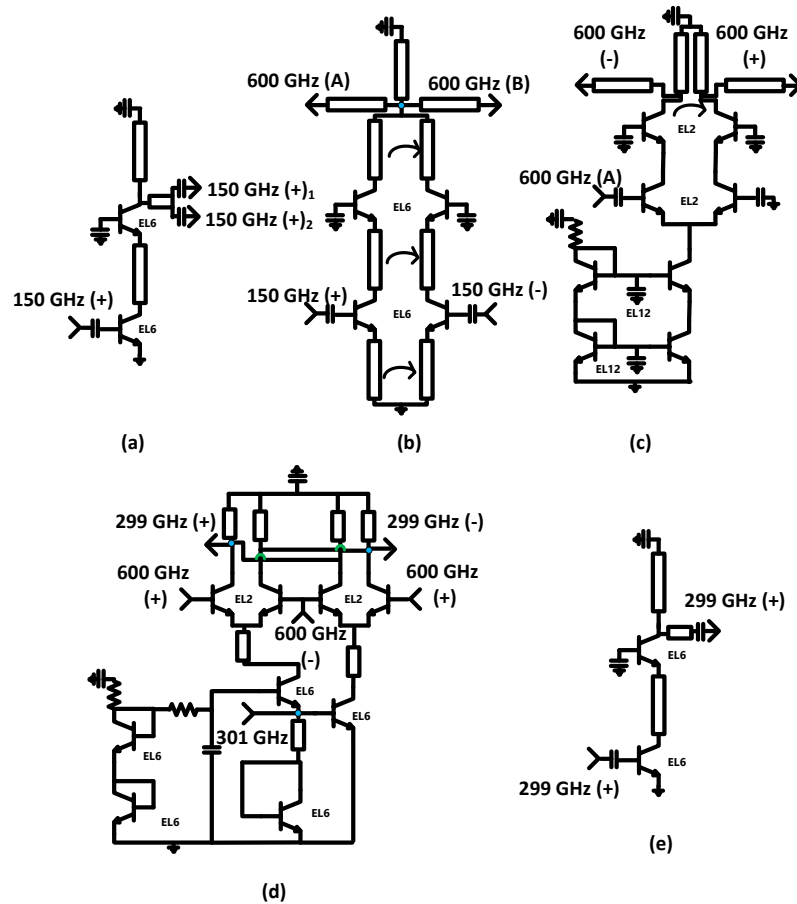 600 GHz
(-)
600 GHz
(+)
600 GHz (A)
600 GHz (B)
EL2
150 GHz (+)₁
150 GHz (+)₂
EL6
EL6
600 GHz (A)
EL2
150 GHz (+)
EL6
150 GHz (+)
EL6
150 GHz (-)
EL12
EL12
(a)
(b)
(c)
299 GHz (+)
299 GHz (-)
600 GHz
(+)
EL2
EL2
600 GHz
(+)
600 GHz
(-)
299 GHz (+)
EL6
EL6
EL6
301 GHz
EL6
EL6
EL6
EL6
299 GHz (+)
EL6
(d)
(e)